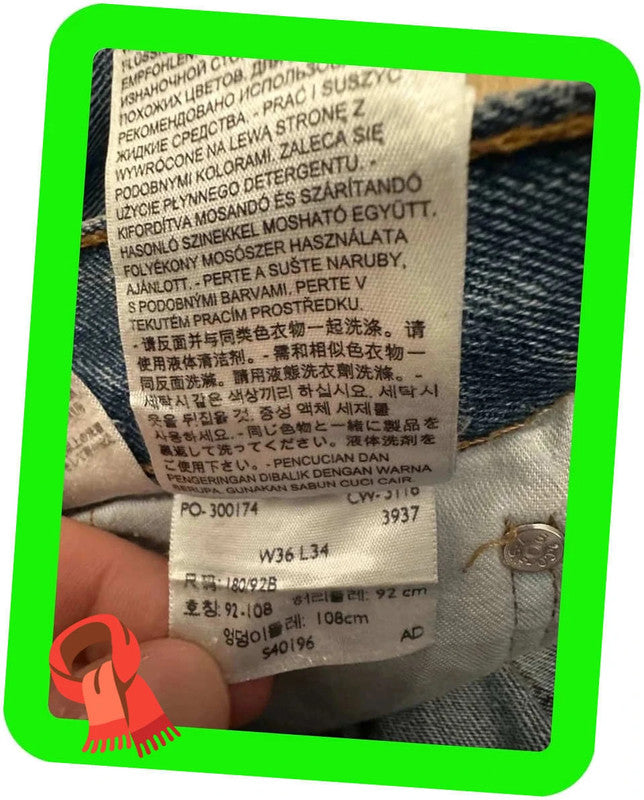 EMPFOHLEN
ИЗНАНОЧНОЙ СТО
ПОХОЖИХ ЦВЕТОВ. ДЛЯ
РЕКОМЕНДОВАНО ИСПОЛЬЗОВ
ЖИДКИЕ СРЕДСТВА. - PRAĆ I SUSZYĆ
WYWRÓCONE NA LEWĄ STRONĘ Z
PODOBNYMI KOLORAMI. ZALECA SIĘ
UŻYCIE PŁYNNEGO DETERGENTU. -
KIFORDÍTVA MOSANDÓ ÉS SZÁRÍTANDÓ
HASONLÓ SZINEKKEL MOSHATÓ EGYÜTT.
FOLYÉKONY MOSÓSZER HASZNÁLATA
AJÁNLOTT. - PERTE A SUŠTE NARUBY,
S PODOBNÝMI BARVAMI. PERTE V
TEKUTÉM PRACÍM PROSTŘEDKU.
- 请反面并与同类色衣物一起洗涤。请
使用液体清洁剂。- 需和相似色衣物一
同反面洗滌。請用液態洗衣劑洗滌。-
세탁시 같은 색상끼리 하십시요. 세탁시
옷을 뒤집을 것. 중성 액체 세제를
사용하세요. - 同じ色物と一緒に製品を
裏返して洗ってください。液体洗剤を
ご使用下さい。- PENCUCIAN DAN
PENGERINGAN DIBALIK DENGAN WARNA
SERUPA. GUNAKAN SABUN CUCI CAIR.
PO- 300174 CW-5116
3937
W36 L34
尺码: 180/92B
호칭: 92-108 허리둘레: 92 cm
엉덩이둘레: 108cm
S40196 AD